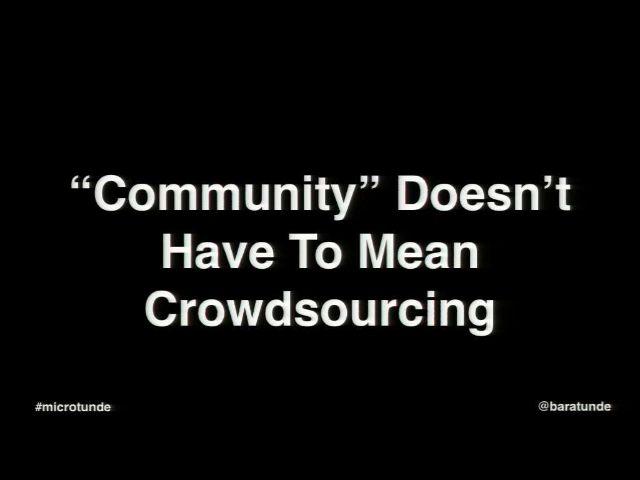 “Community” Doesn’t
Have To Mean
Crowdsourcing
#microtunde
@baratunde